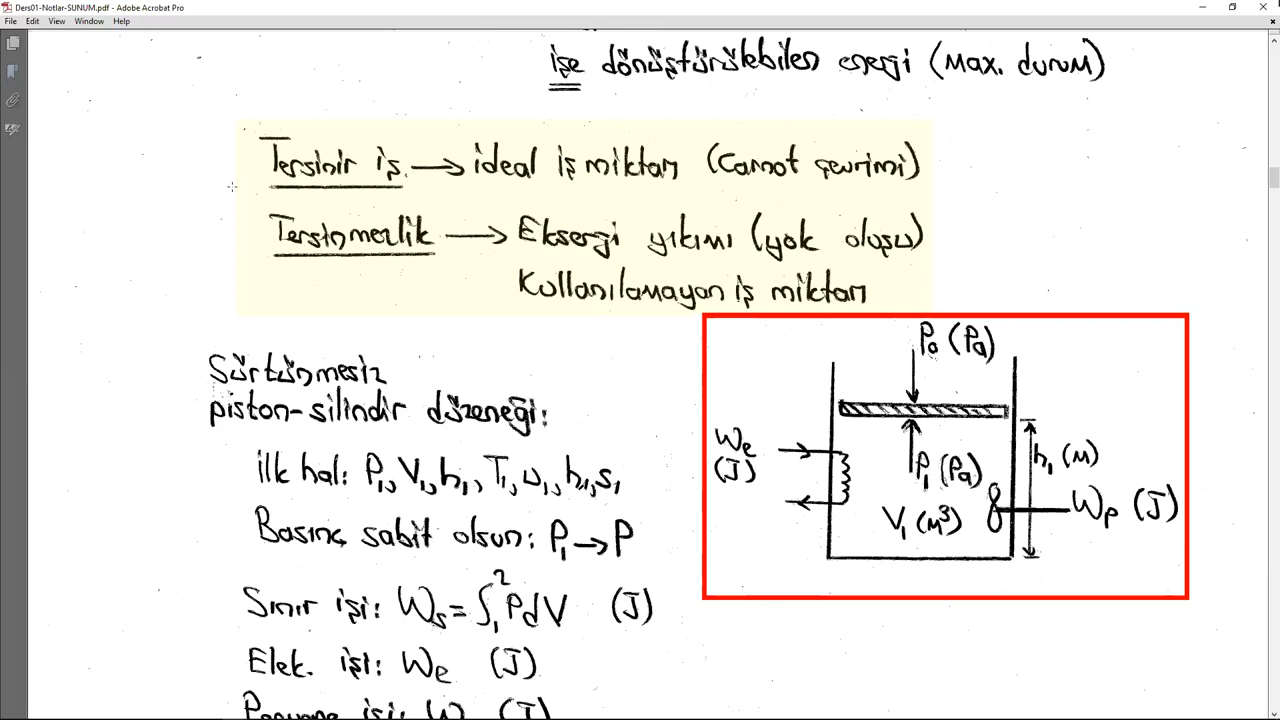 Ders01-Notlar-SUNUM.pdf - Adobe Acrobat Pro
File Edit View Window Help
işe dönüştürülebilen enerji (max. durum)
Tersinir iş → ideal iş miktarı (Carnot çevrimi)
Tersinmezlik → Ekserji yıkımı (yok oluşu)
Kullanılamayan iş miktarı
Sürtünmesiz
piston-silindir düzeneği:
ilk hal: P₁, V₁, h₁, T₁, u₁, h₁, s₁
Basınç sabit olsun: P₁ → P
Sınır işi: Ws = ∫₁² PdV (J)
Elek. işi: We (J)
P₀ (Pa)
We
(J)
P₁ (Pa)
V₁ (m³)
h₁ (m)
Wp (J)